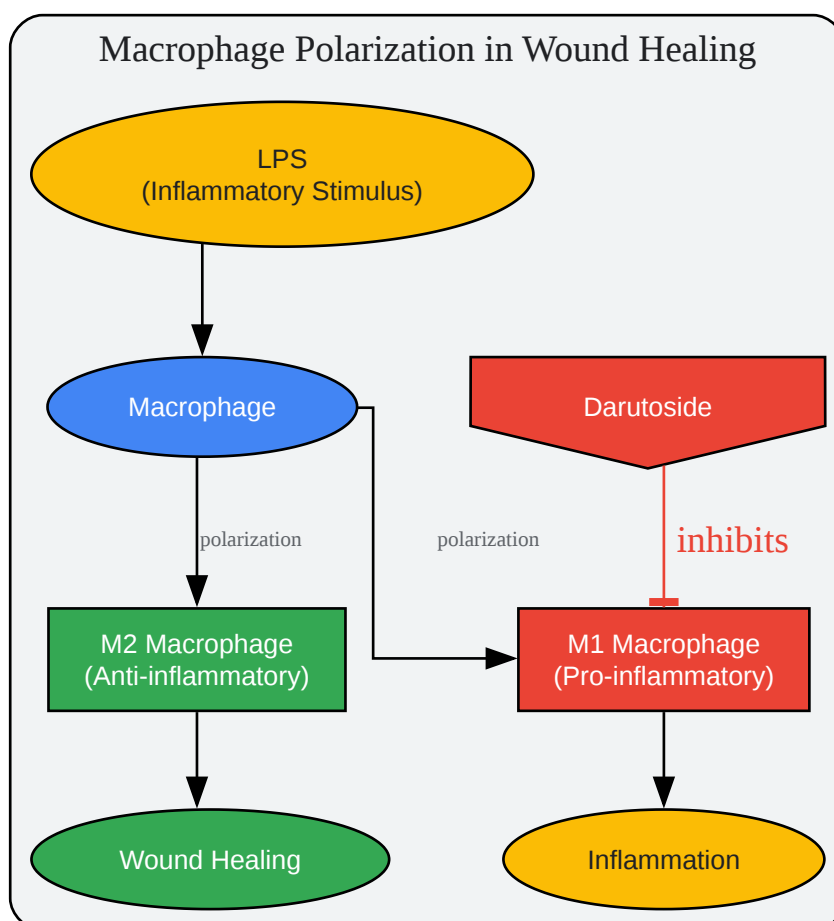 Macrophage Polarization in Wound Healing
LPS
(Inflammatory Stimulus)
Macrophage
Darutoside
polarization
polarization
inhibits
M2 Macrophage
(Anti-inflammatory)
M1 Macrophage
(Pro-inflammatory)
Wound Healing
Inflammation